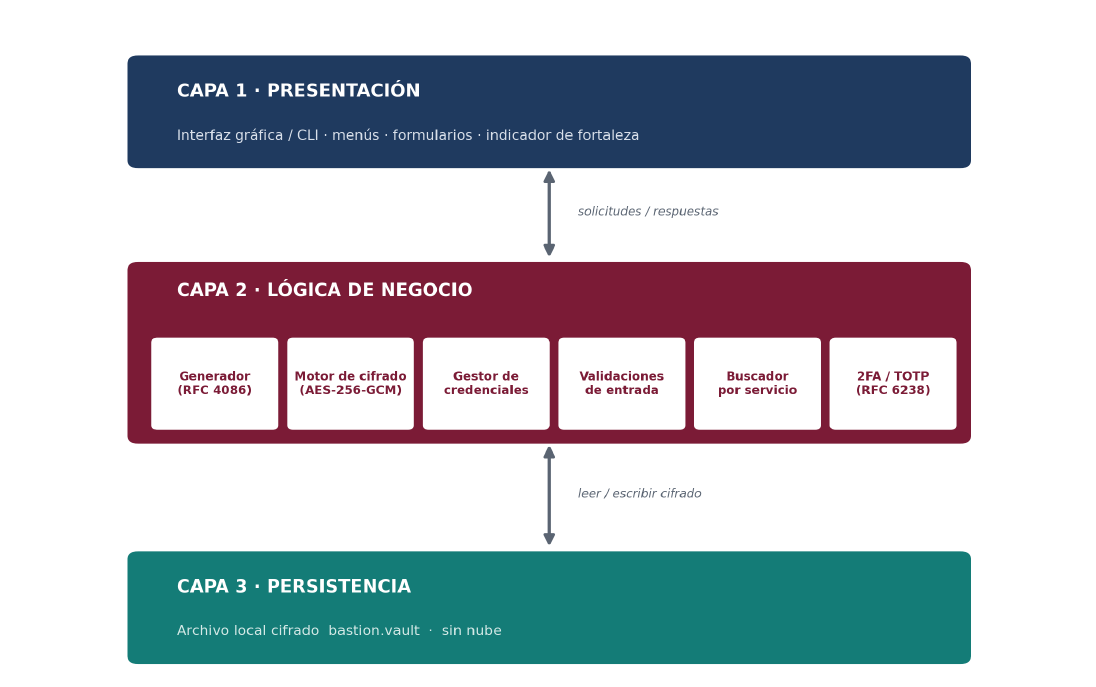 CAPA 1 · PRESENTACIÓN
Interfaz gráfica / CLI · menús · formularios · indicador de fortaleza
solicitudes / respuestas
CAPA 2 · LÓGICA DE NEGOCIO
Generador
(RFC 4086)
Motor de cifrado
(AES-256-GCM)
Gestor de
credenciales
Validaciones
de entrada
Buscador
por servicio
2FA / TOTP
(RFC 6238)
leer / escribir cifrado
CAPA 3 · PERSISTENCIA
Archivo local cifrado bastion.vault · sin nube